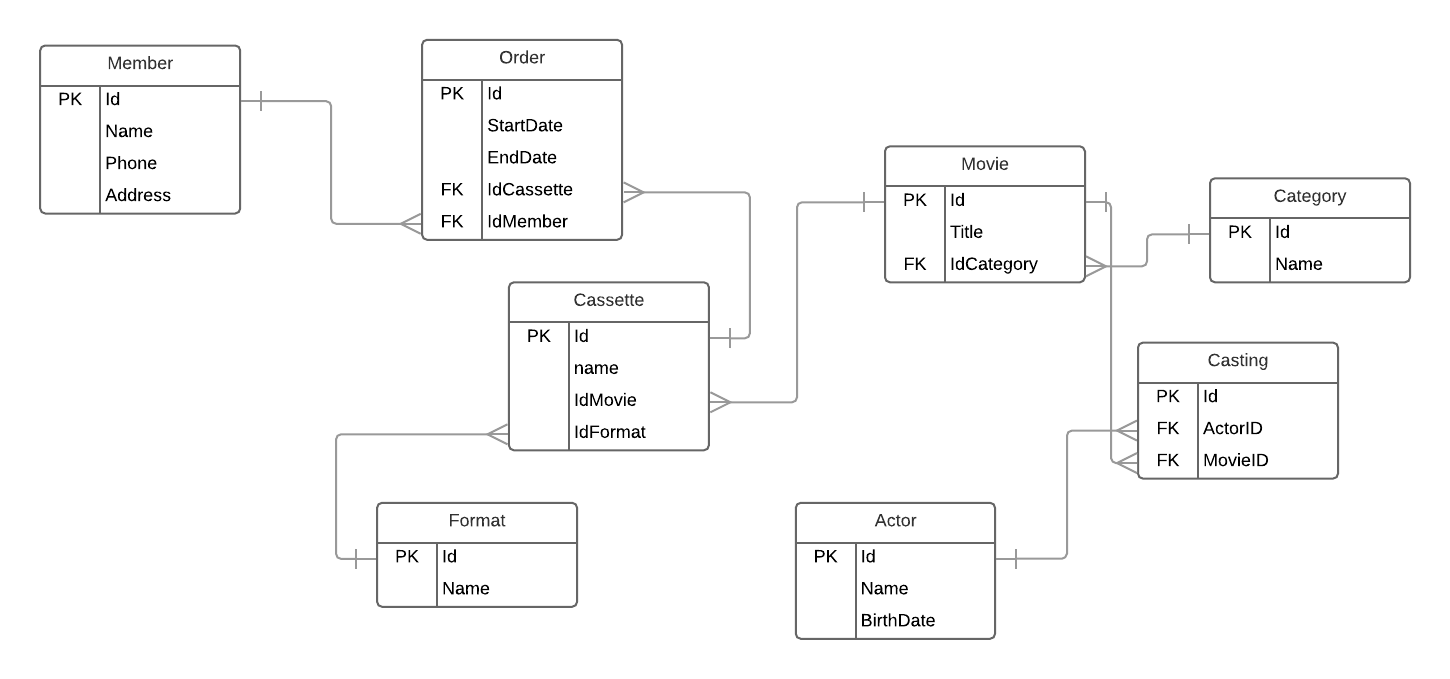 Member
PK Id
Name
Phone
Address
Order
PK Id
StartDate
EndDate
FK IdCassette
FK IdMember
Movie
PK Id
Title
FK IdCategory
Category
PK Id
Name
Cassette
PK Id
name
IdMovie
IdFormat
Casting
PK Id
FK ActorID
FK MovieID
Format
PK Id
Name
Actor
PK Id
Name
BirthDate